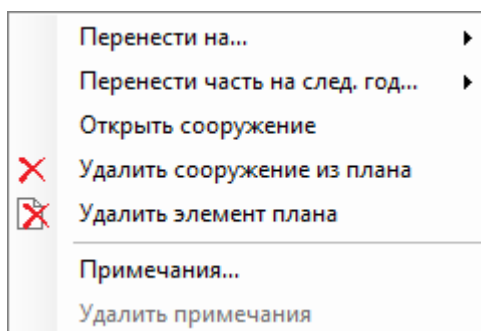 Перенести на...
Перенести часть на след. год...
Открыть сооружение
Удалить сооружение из плана
Удалить элемент плана
Примечания...
Удалить примечания